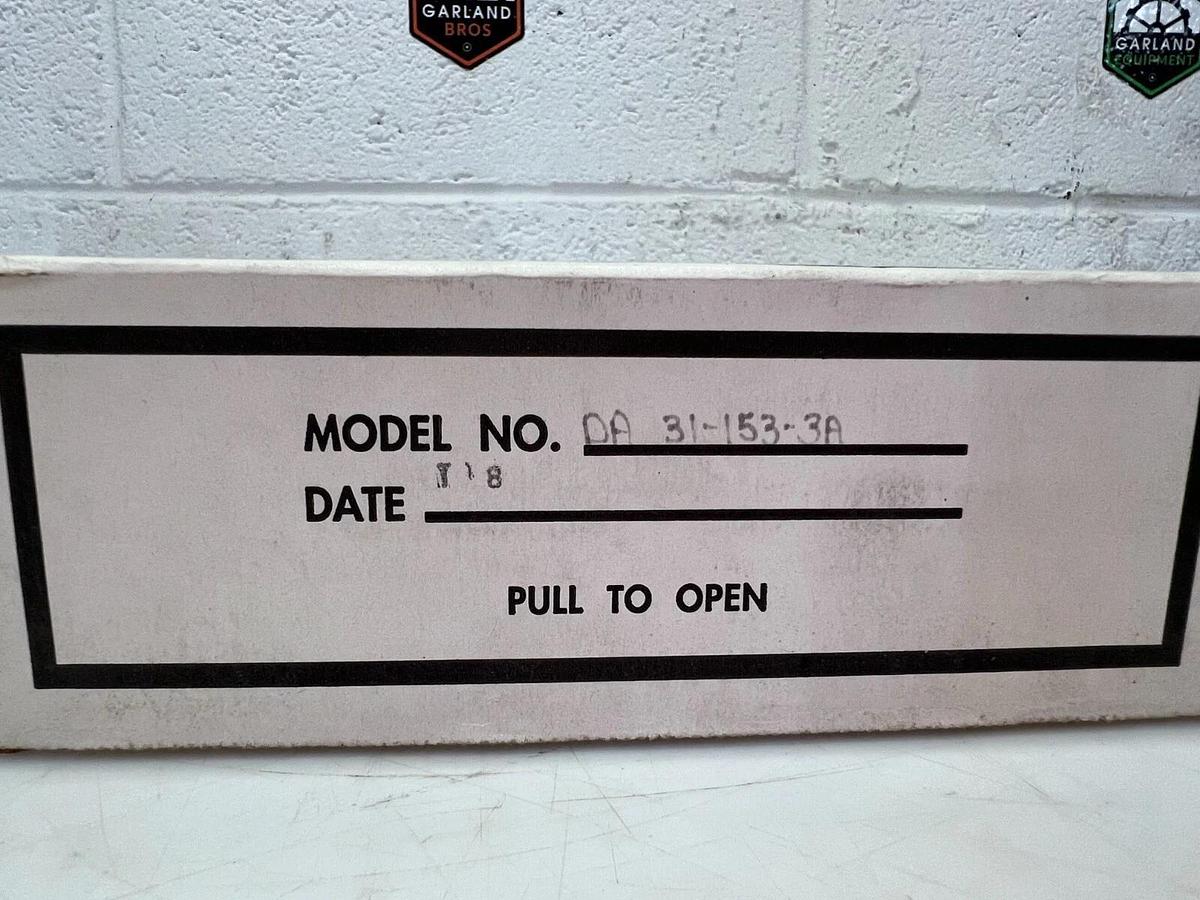 GARLAND
BROS
GARLAND
EQUIPMENT
MODEL NO. DA 31-153-3A
DATE
PULL TO OPEN